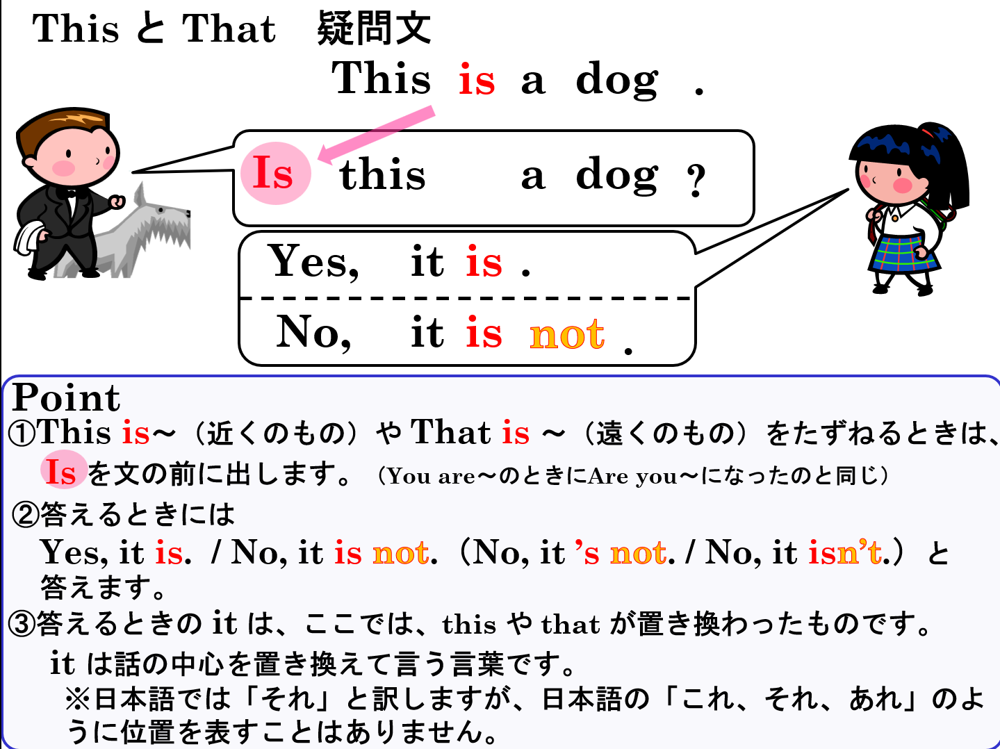 This と That　疑問文
This is a dog .
Is this a dog ?
Yes, it is .
No, it is not .
Point
①This is～（近くのもの）や That is ～（遠くのもの）をたずねるときは、
Is を文の前に出します。（You are～のときにAre you～になったのと同じ）
②答えるときには
Yes, it is. / No, it is not.（No, it ’s not. / No, it isn’t.）と
答えます。
③答えるときの it は、ここでは、this や that が置き換わったものです。
it は話の中心を置き換えて言う言葉です。
※日本語では「それ」と訳しますが、日本語の「これ、それ、あれ」のよ
うに位置を表すことはありません。